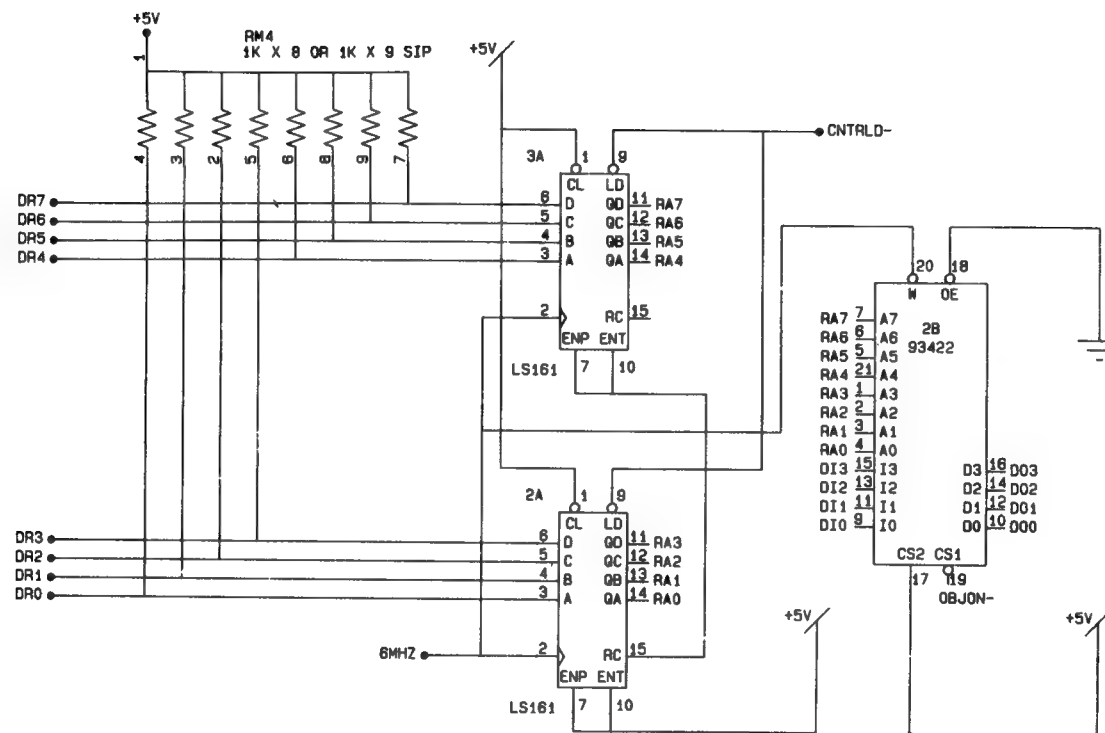 +5V
RM4
1K X 8 OR 1K X 9 SIP
1
4 3 2 5 6 8 9 7
+5V
CNTRLD-
3A 1 9
CL LD
DR7 6 D QD 11 RA7
DR6 5 C QC 12 RA6
DR5 4 B QB 13 RA5
DR4 3 A QA 14 RA4
2 RC 15
ENP ENT
LS161 7 10
20 18
W OE
2B
93422
RA7 7 A7
RA6 6 A6
RA5 5 A5
RA4 21 A4
RA3 1 A3
RA2 2 A2
RA1 3 A1
RA0 4 A0
DI3 15 I3 D3 16 DO3
DI2 13 I2 D2 14 DO2
DI1 11 I1 D1 12 DO1
DI0 9 I0 D0 10 DO0
CS2 CS1
17 19
OBJON-
2A 1 9
CL LD
DR3 6 D QD 11 RA3
DR2 5 C QC 12 RA2
DR1 4 B QB 13 RA1
DR0 3 A QA 14 RA0
6MHZ 2 RC 15
ENP ENT
LS161 7 10
+5V
+5V